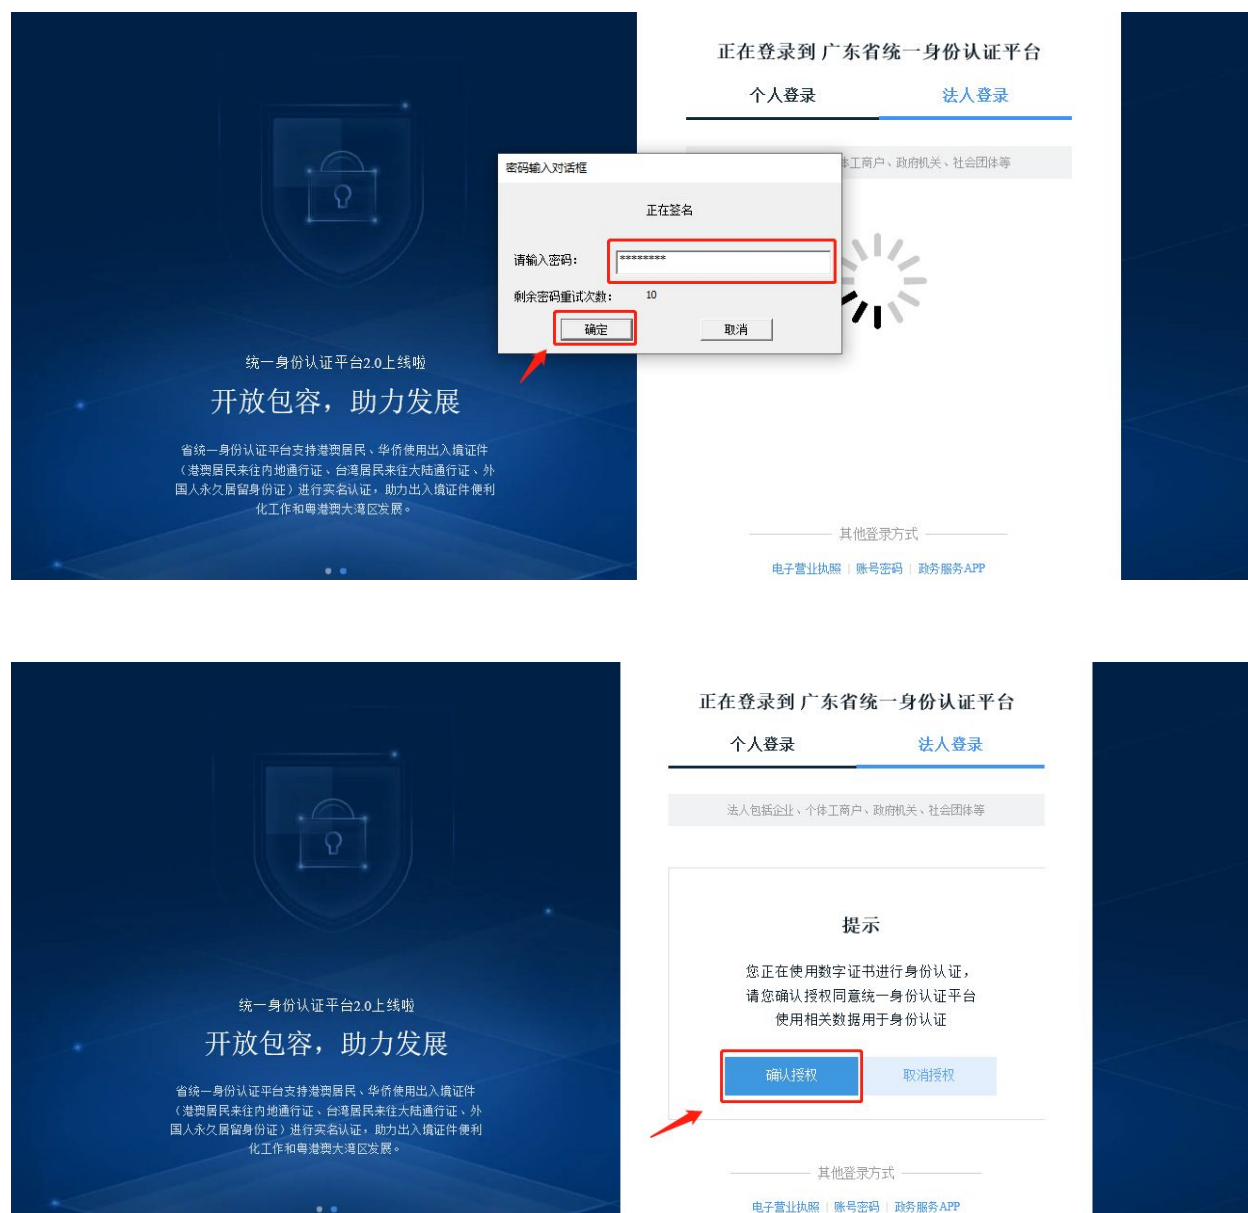 正在登录到 广东省统一身份认证平台
个人登录
法人登录
体工商户、政府机关、社会团体等
密码输入对话框
正在签名
请输入密码：
********
剩余密码重试次数：
10
确定
取消
统一身份认证平台2.0上线啦
开放包容，助力发展
省统一身份认证平台支持港澳居民、华侨使用出入境证件
（港澳居民来往内地通行证、台湾居民来往大陆通行证、外
国人永久居留身份证）进行实名认证，助力出入境证件便利
化工作和粤港澳大湾区发展。
其他登录方式
电子营业执照 | 账号密码 | 政务服务APP
正在登录到 广东省统一身份认证平台
个人登录
法人登录
法人包括企业、个体工商户、政府机关、社会团体等
提示
您正在使用数字证书进行身份认证，
请您确认授权同意统一身份认证平台
使用相关数据用于身份认证
确认授权
取消授权
统一身份认证平台2.0上线啦
开放包容，助力发展
省统一身份认证平台支持港澳居民、华侨使用出入境证件
（港澳居民来往内地通行证、台湾居民来往大陆通行证、外
国人永久居留身份证）进行实名认证，助力出入境证件便利
化工作和粤港澳大湾区发展。
其他登录方式
电子营业执照 | 账号密码 | 政务服务APP